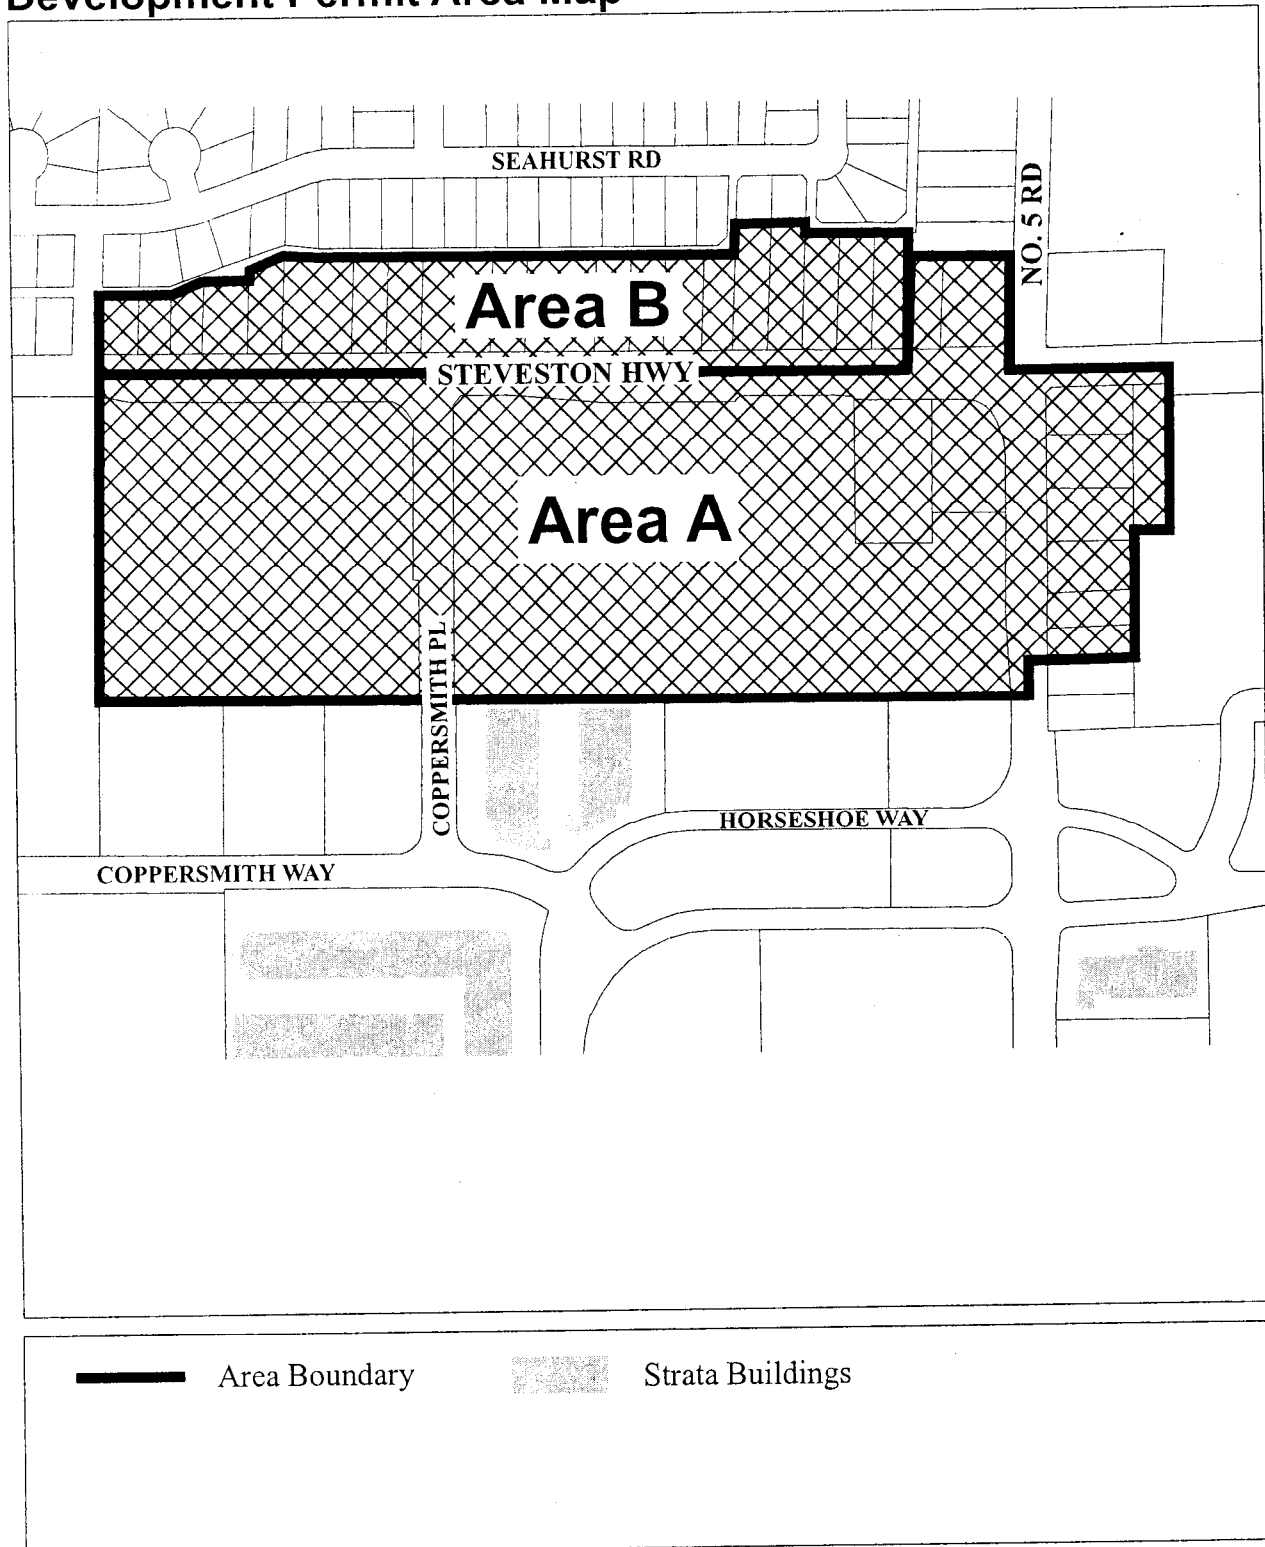 Development Permit Area Map
SEAHURST RD
NO. 5 RD
Area B
STEVESTON HWY
Area A
COPPERSMITH PL
HORSESHOE WAY
COPPERSMITH WAY
Area Boundary
Strata Buildings